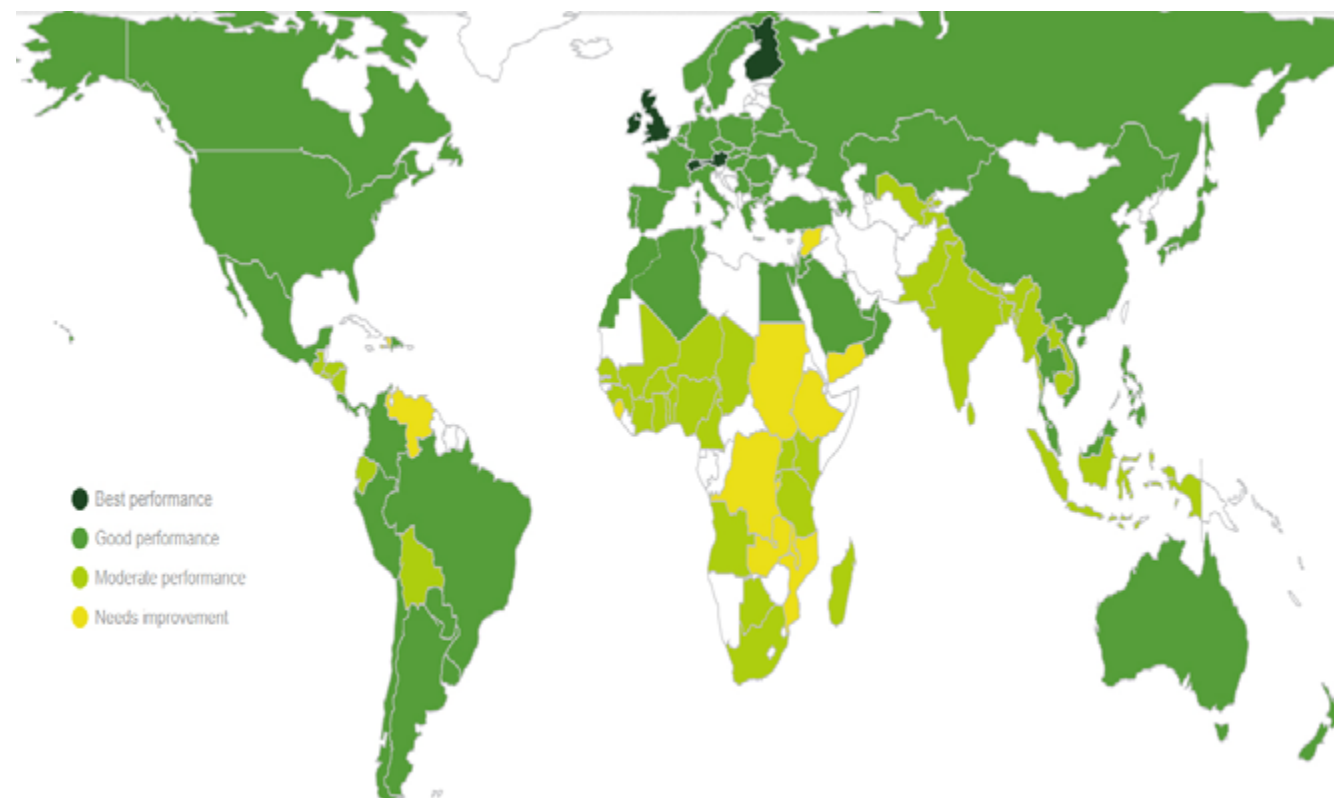 Best performance
Good performance
Moderate performance
Needs improvement